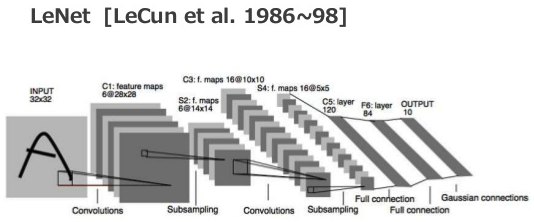 LeNet [LeCun et al. 1986~98]
INPUT
32x32
C1: feature maps
6@28x28
S2: f. maps
6@14x14
C3: f. maps 16@10x10
S4: f. maps 16@5x5
C5: layer
120
F6: layer
84
OUTPUT
10
A
Convolutions
Subsampling
Convolutions
Subsampling
Full connection
Full connection
Gaussian connections